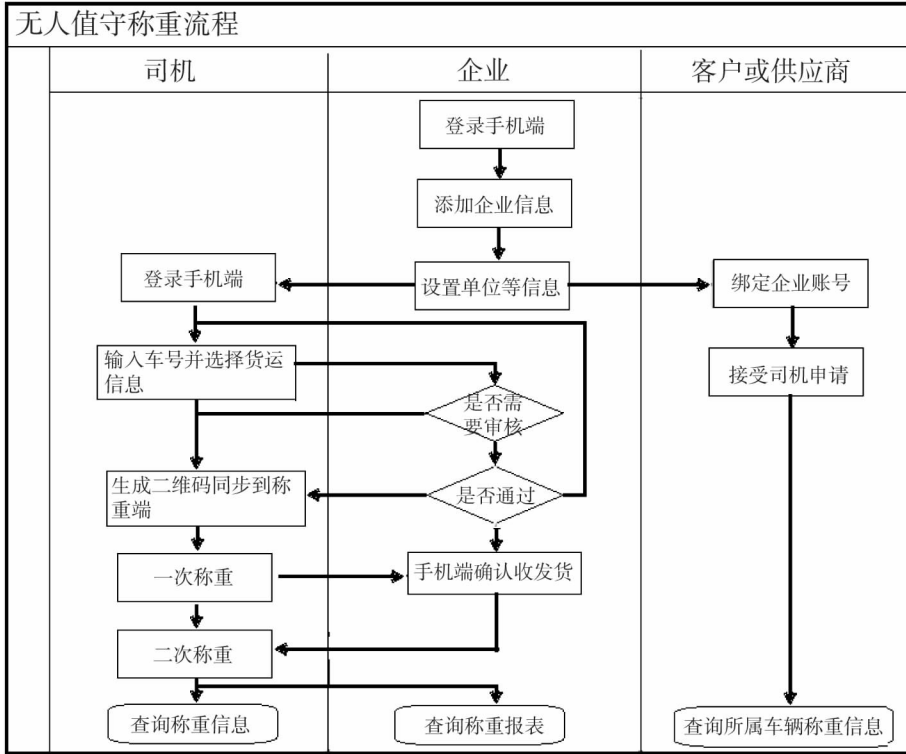 无人值守称重流程
司机
企业
客户或供应商
登录手机端
添加企业信息
登录手机端
设置单位等信息
绑定企业账号
输入车号并选择货运
信息
接受司机申请
是否需
要审核
生成二维码同步到称
重端
是否通过
一次称重
手机端确认收发货
二次称重
查询称重信息
查询称重报表
查询所属车辆称重信息